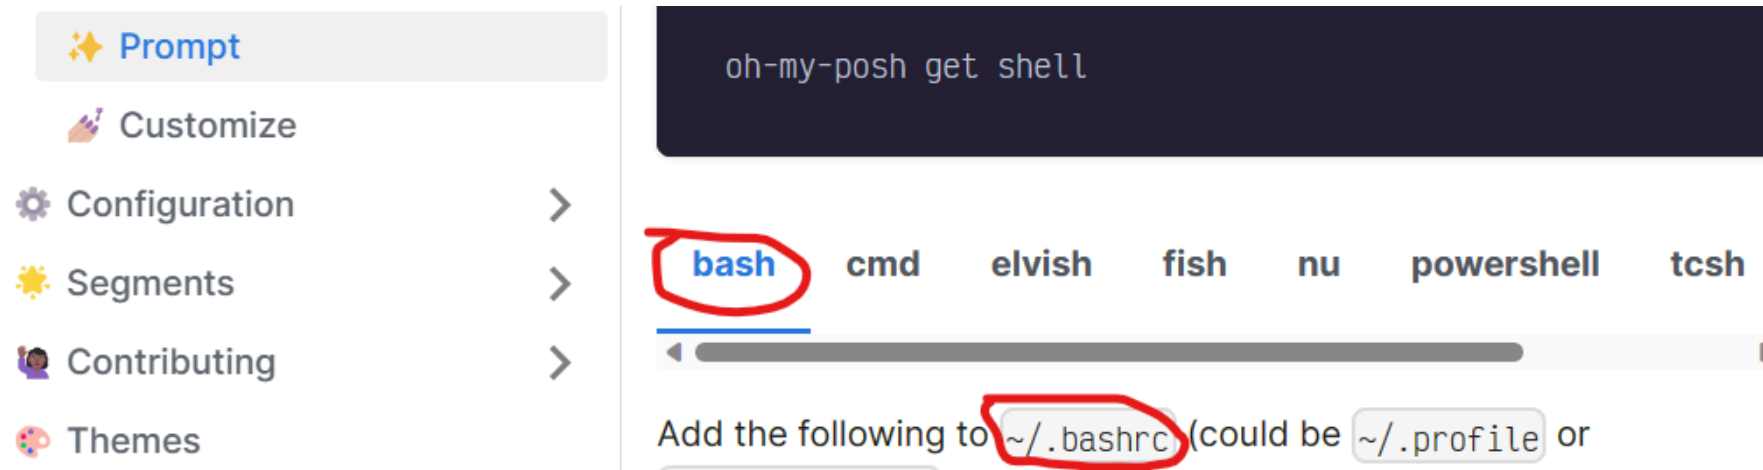 Prompt
Customize
Configuration
Segments
Contributing
Themes
oh-my-posh get shell
bash cmd elvish fish nu powershell tcsh
Add the following to ~/.bashrc (could be ~/.profile or